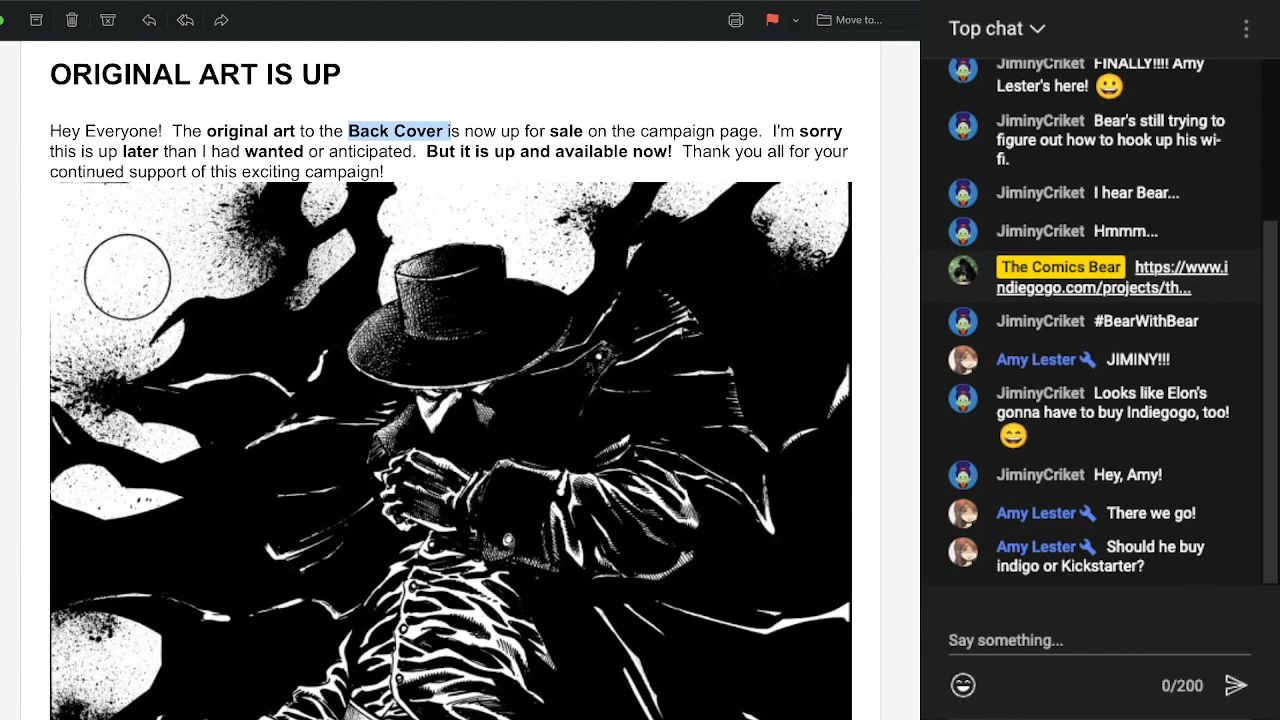 Move to...
ORIGINAL ART IS UP
Hey Everyone! The original art to the Back Cover is now up for sale on the campaign page. I'm sorry
this is up later than I had wanted or anticipated. But it is up and available now! Thank you all for your
continued support of this exciting campaign!
Top chat
JiminyCriket FINALLY!!!! Amy
Lester's here! 😀
JiminyCriket Bear's still trying to
figure out how to hook up his wi-
fi.
JiminyCriket I hear Bear...
JiminyCriket Hmmm...
The Comics Bear https://www.i
ndiegogo.com/projects/th...
JiminyCriket #BearWithBear
Amy Lester JIMINY!!!
JiminyCriket Looks like Elon's
gonna have to buy Indiegogo, too!
😄
JiminyCriket Hey, Amy!
Amy Lester There we go!
Amy Lester Should he buy
indigo or Kickstarter?
Say something...
0/200